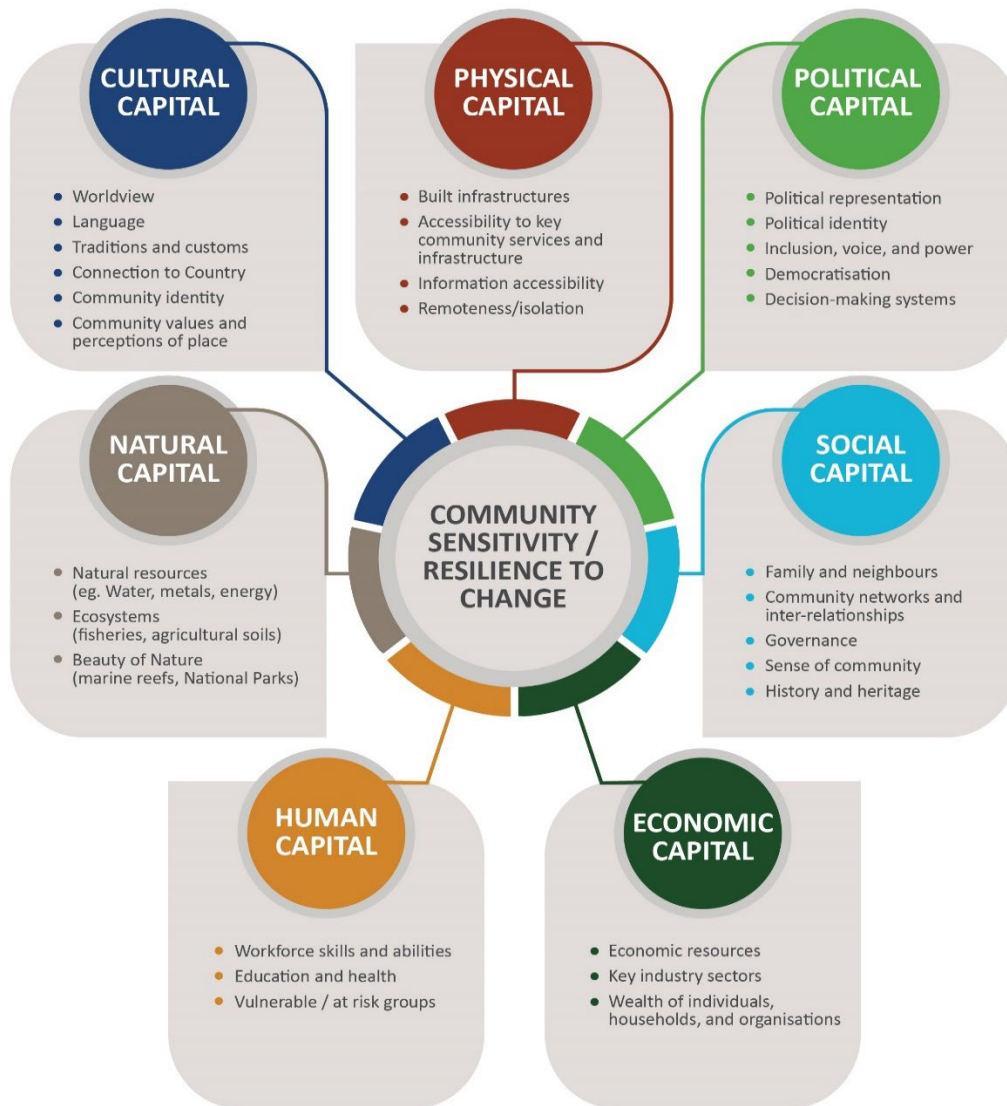 CULTURAL
CAPITAL
• Worldview
• Language
• Traditions and customs
• Connection to Country
• Community identity
• Community values and
perceptions of place
PHYSICAL
CAPITAL
• Built infrastructures
• Accessibility to key
community services and
infrastructure
• Information accessibility
• Remoteness/isolation
POLITICAL
CAPITAL
• Political representation
• Political identity
• Inclusion, voice, and power
• Democratisation
• Decision-making systems
NATURAL
CAPITAL
• Natural resources
(eg. Water, metals, energy)
• Ecosystems
(fisheries, agricultural soils)
• Beauty of Nature
(marine reefs, National Parks)
COMMUNITY
SENSITIVITY /
RESILIENCE TO
CHANGE
SOCIAL
CAPITAL
• Family and neighbours
• Community networks and
inter-relationships
• Governance
• Sense of community
• History and heritage
HUMAN
CAPITAL
• Workforce skills and abilities
• Education and health
• Vulnerable / at risk groups
ECONOMIC
CAPITAL
• Economic resources
• Key industry sectors
• Wealth of individuals,
households, and organisations